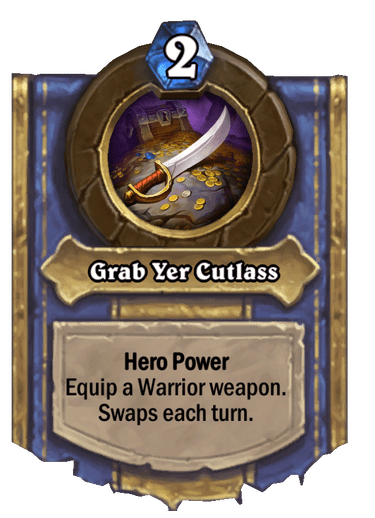 2
Grab Yer Cutlass
Hero Power
Equip a Warrior weapon.
Swaps each turn.